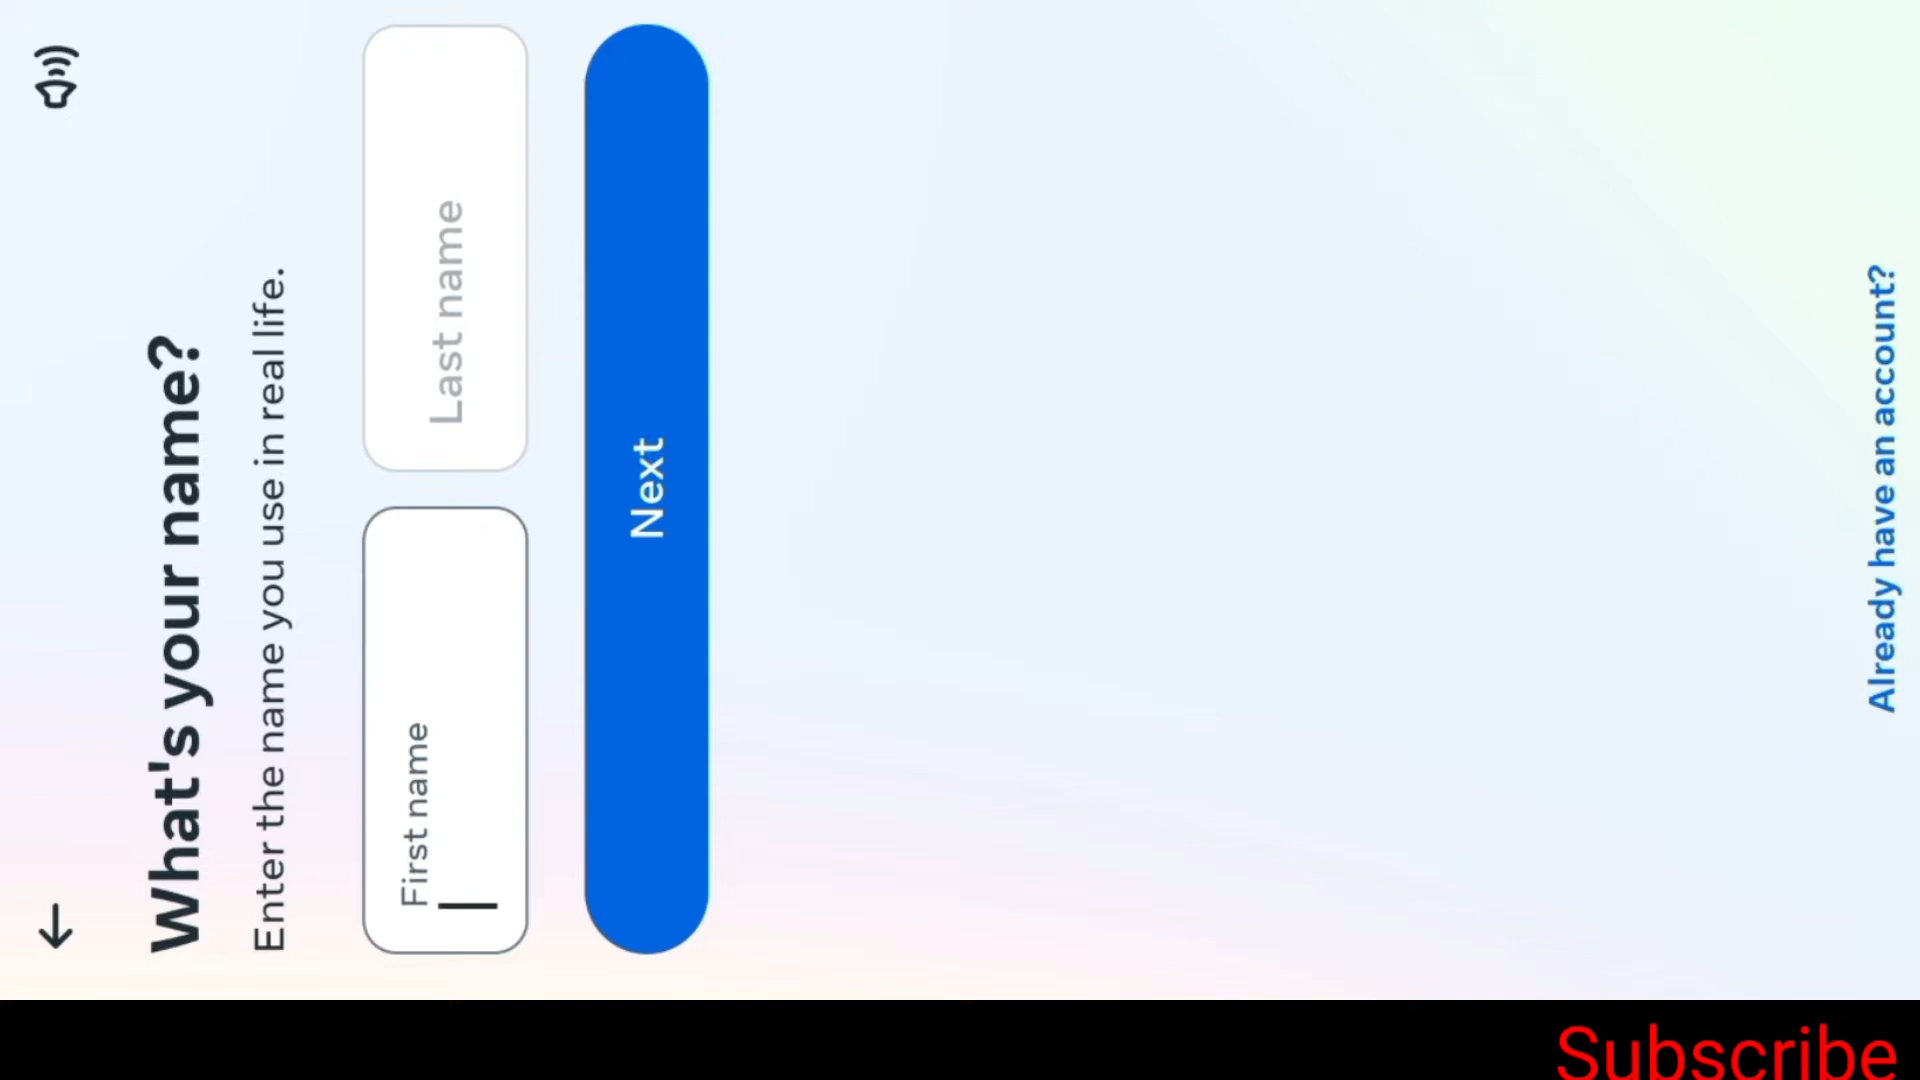 What's your name?
Enter the name you use in real life.
First name
Last name
Next
Already have an account?
Subscribe